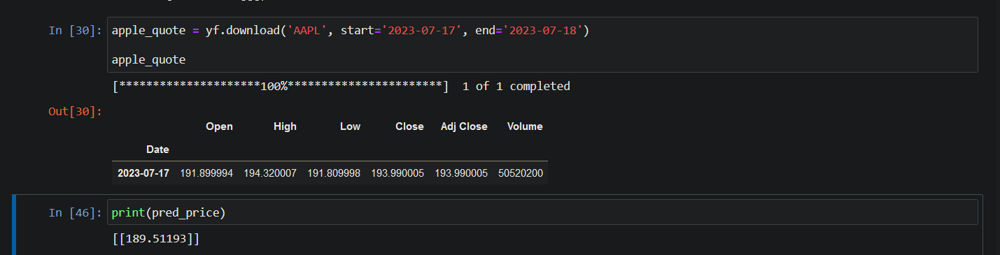 In [30]: apple_quote = yf.download('AAPL', start='2023-07-17', end='2023-07-18')
apple_quote
[*********************100%***********************] 1 of 1 completed
Out[30]:
Open High Low Close Adj Close Volume
Date
2023-07-17 191.899994 194.320007 191.809998 193.990005 193.990005 50520200
In [46]: print(pred_price)
[[189.51193]]